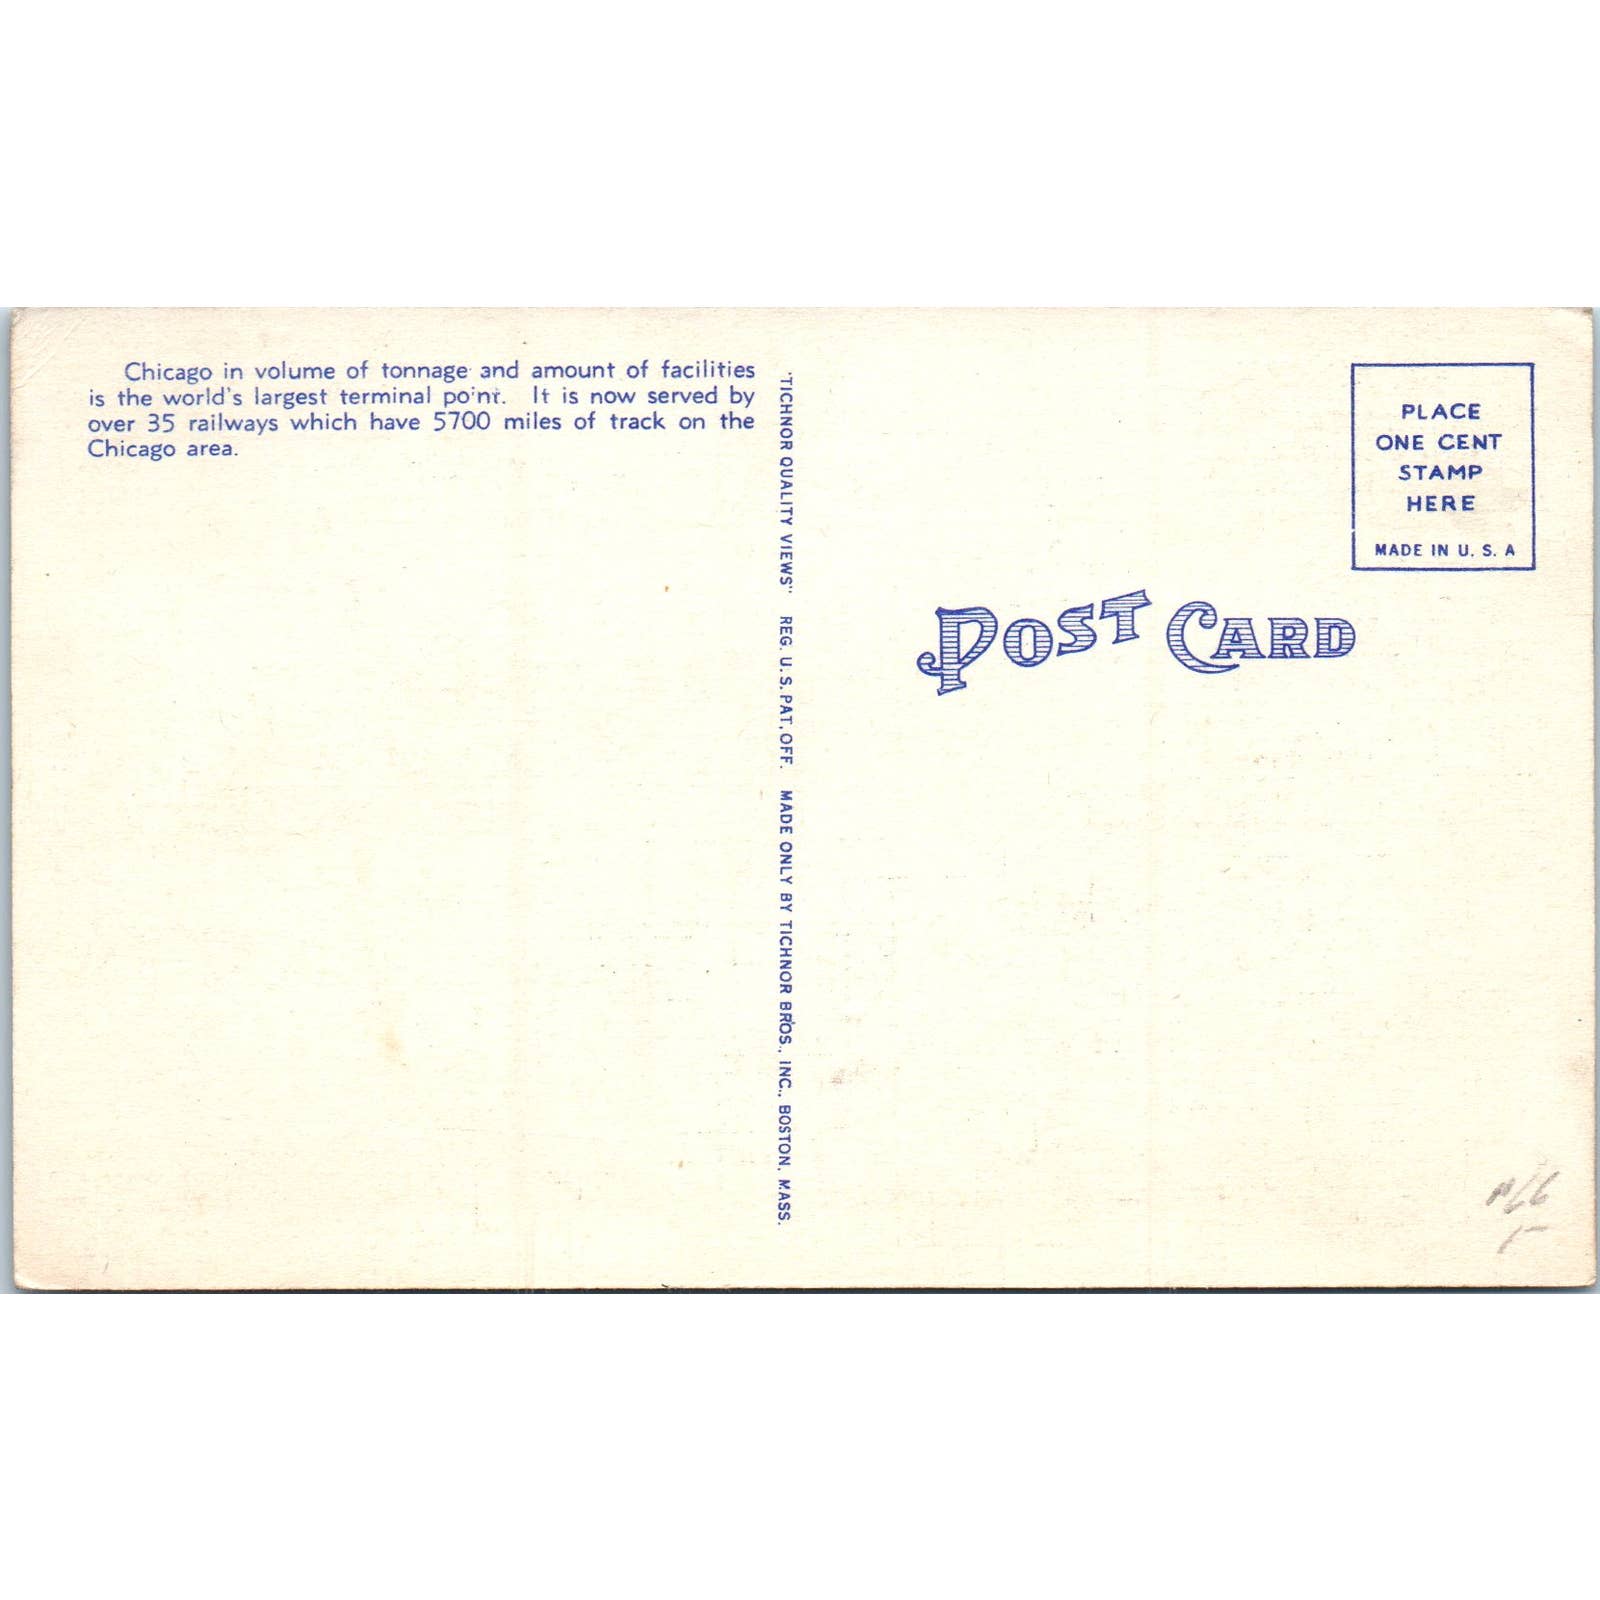 Chicago in volume of tonnage and amount of facilities
is the world's largest terminal point. It is now served by
over 35 railways which have 5700 miles of track on the
Chicago area.
"TICHNOR QUALITY VIEWS" REG. U. S. PAT. OFF. MADE ONLY BY TICHNOR BROS., INC., BOSTON, MASS.
PLACE
ONE CENT
STAMP
HERE
MADE IN U. S. A
POST CARD